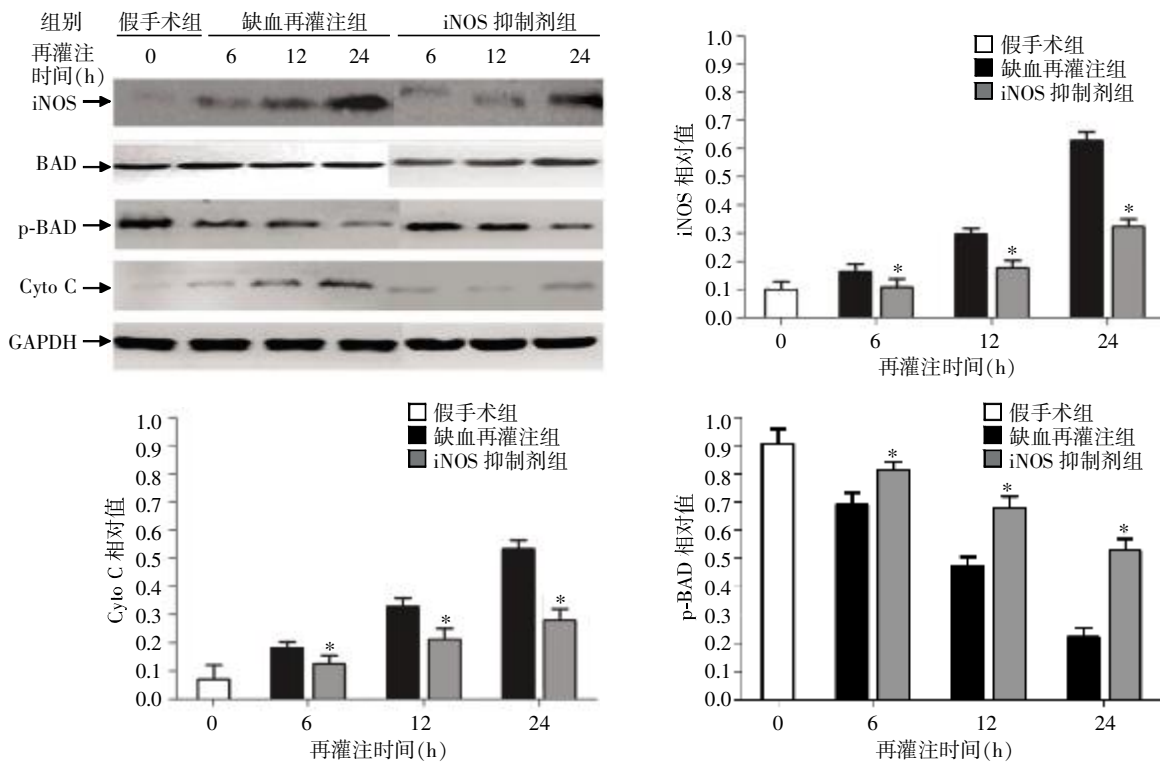 组别 假手术组 缺血再灌注组 iNOS 抑制剂组
再灌注
时间(h) 0 6 12 24 6 12 24
iNOS
BAD
p-BAD
Cyto C
GAPDH
假手术组
缺血再灌注组
iNOS 抑制剂组
iNOS 相对值
1.0
0.9
0.8
0.7
0.6
0.5
0.4
0.3
0.2
0.1
0.0
* * *
0 6 12 24
再灌注时间(h)
假手术组
缺血再灌注组
iNOS 抑制剂组
Cyto C 相对值
1.0
0.9
0.8
0.7
0.6
0.5
0.4
0.3
0.2
0.1
0.0
* * *
0 6 12 24
再灌注时间(h)
假手术组
缺血再灌注组
iNOS 抑制剂组
p-BAD 相对值
1.0
0.9
0.8
0.7
0.6
0.5
0.4
0.3
0.2
0.1
0.0
* * *
0 6 12 24
再灌注时间(h)